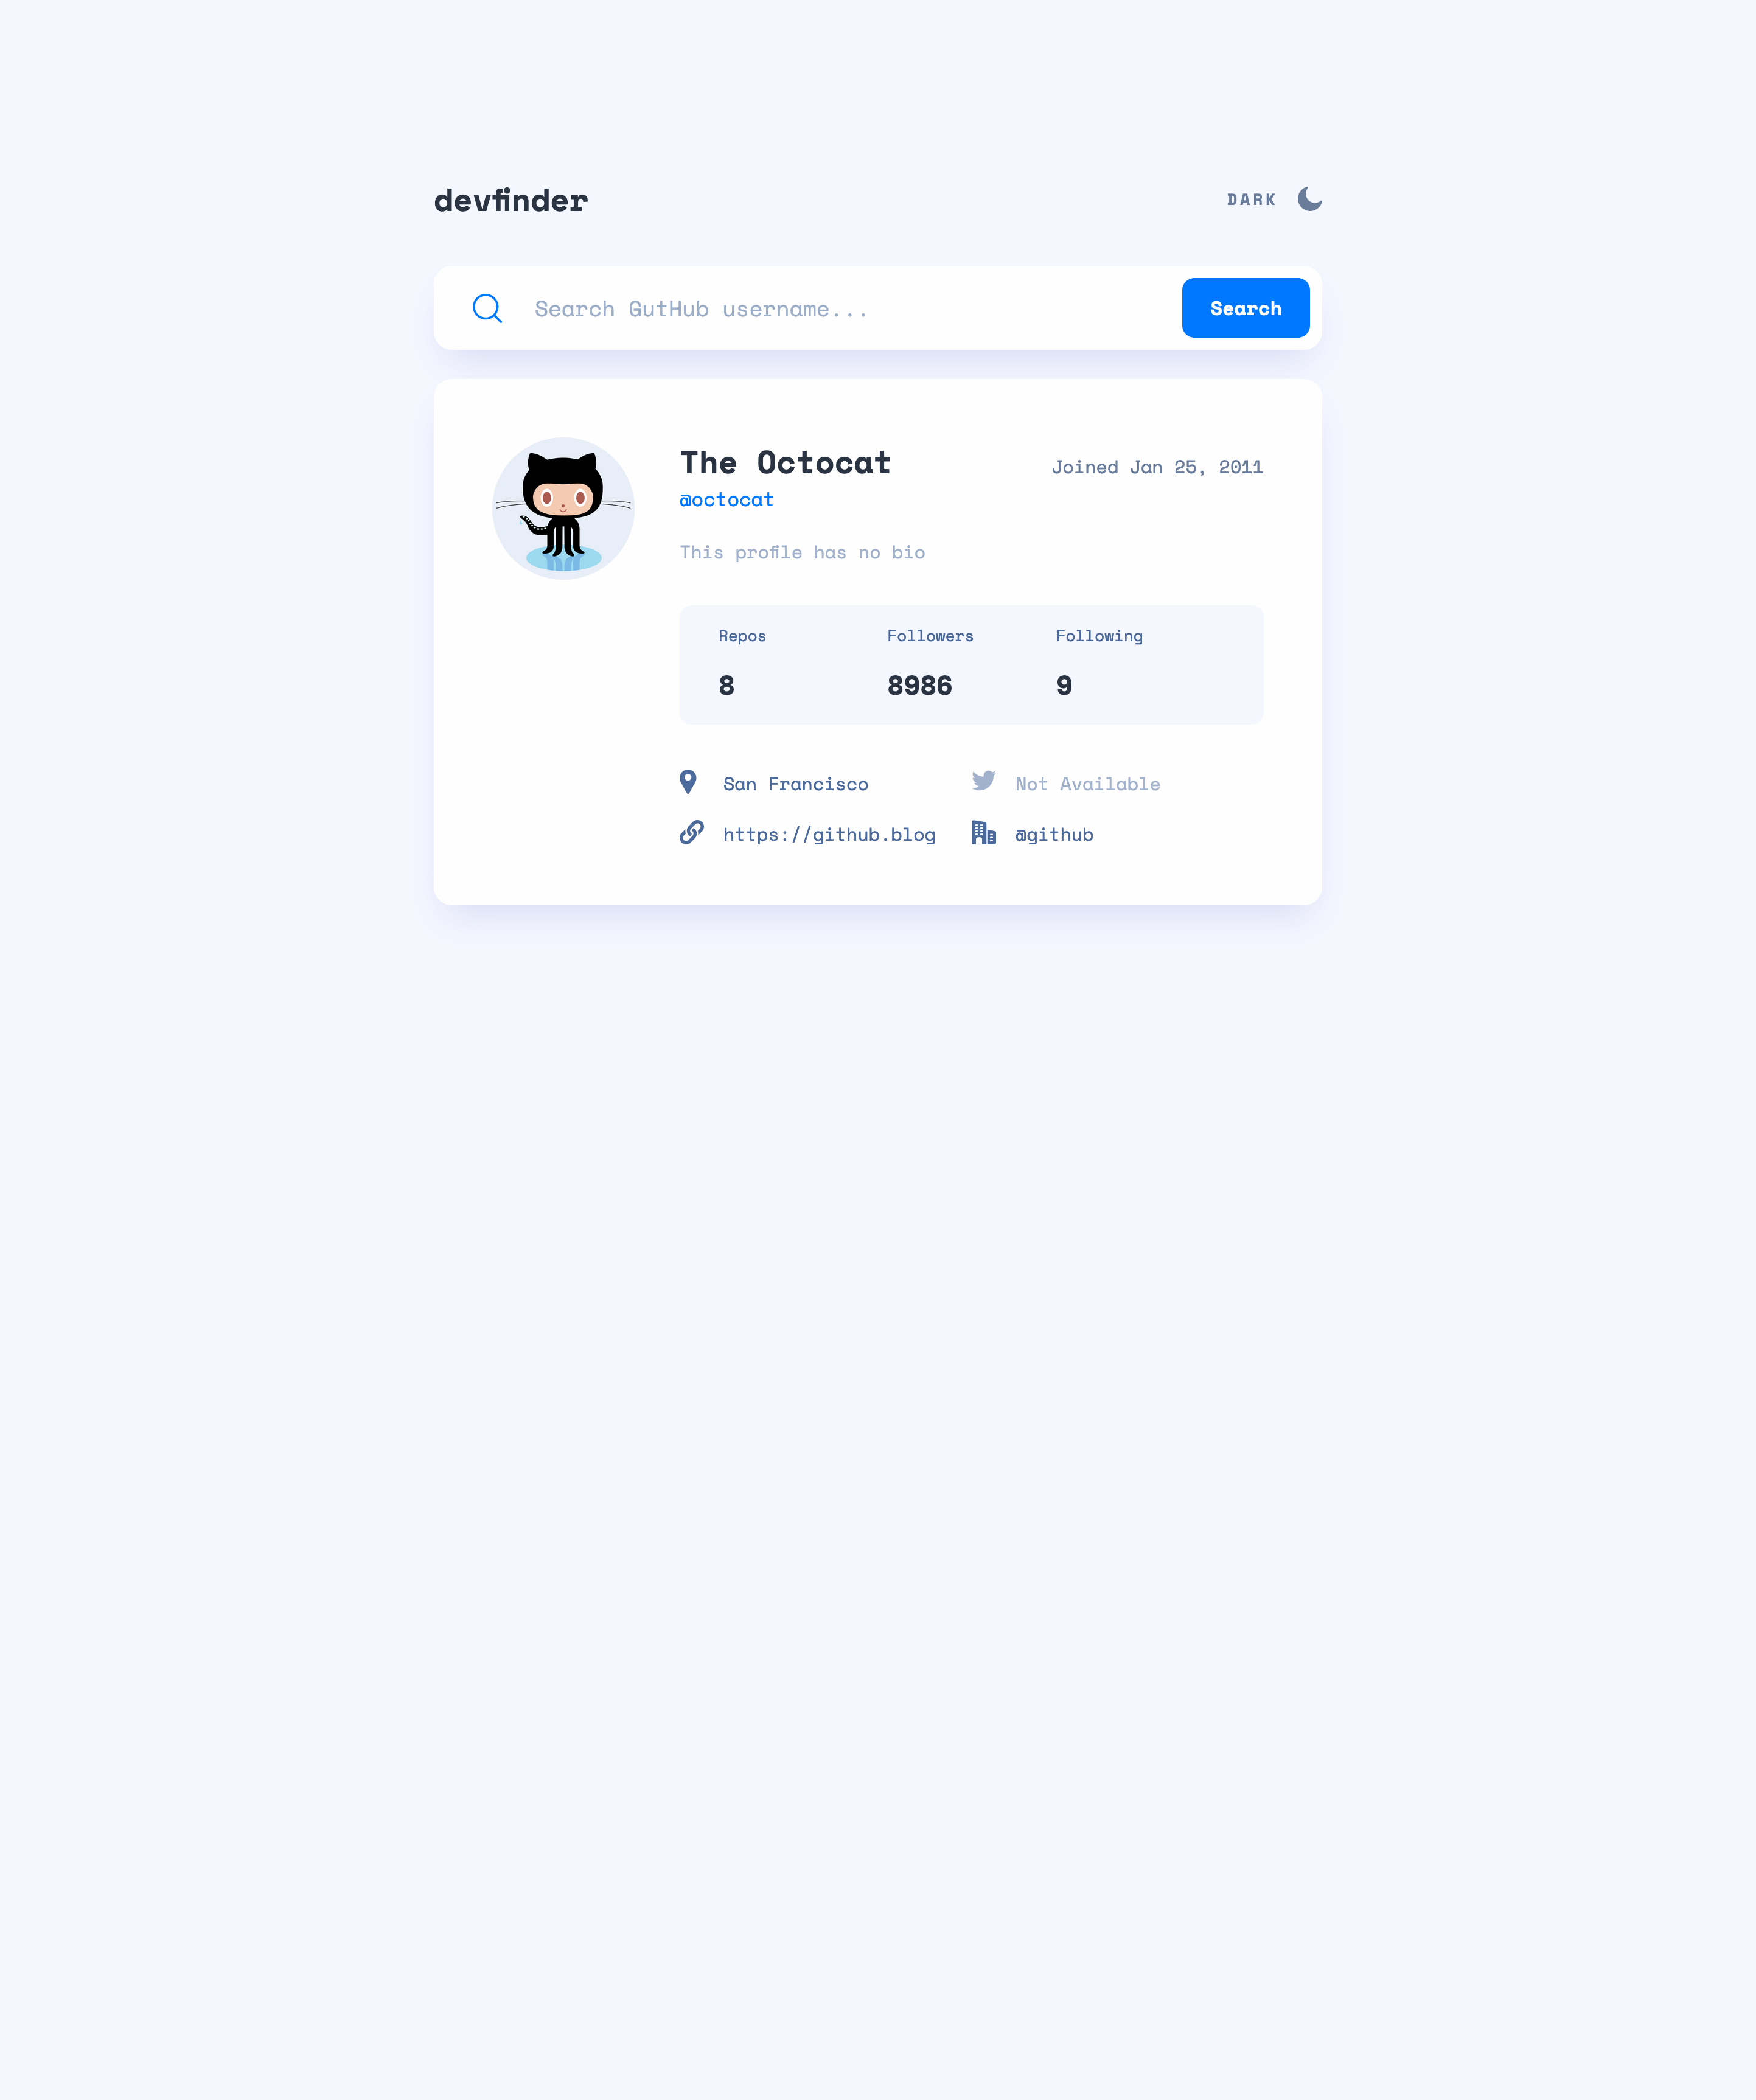 devfinder
DARK
Search GutHub username...
Search
The Octocat
Joined Jan 25, 2011
@octocat
This profile has no bio
Repos
Followers
Following
8
8986
9
San Francisco
Not Available
https://github.blog
@github